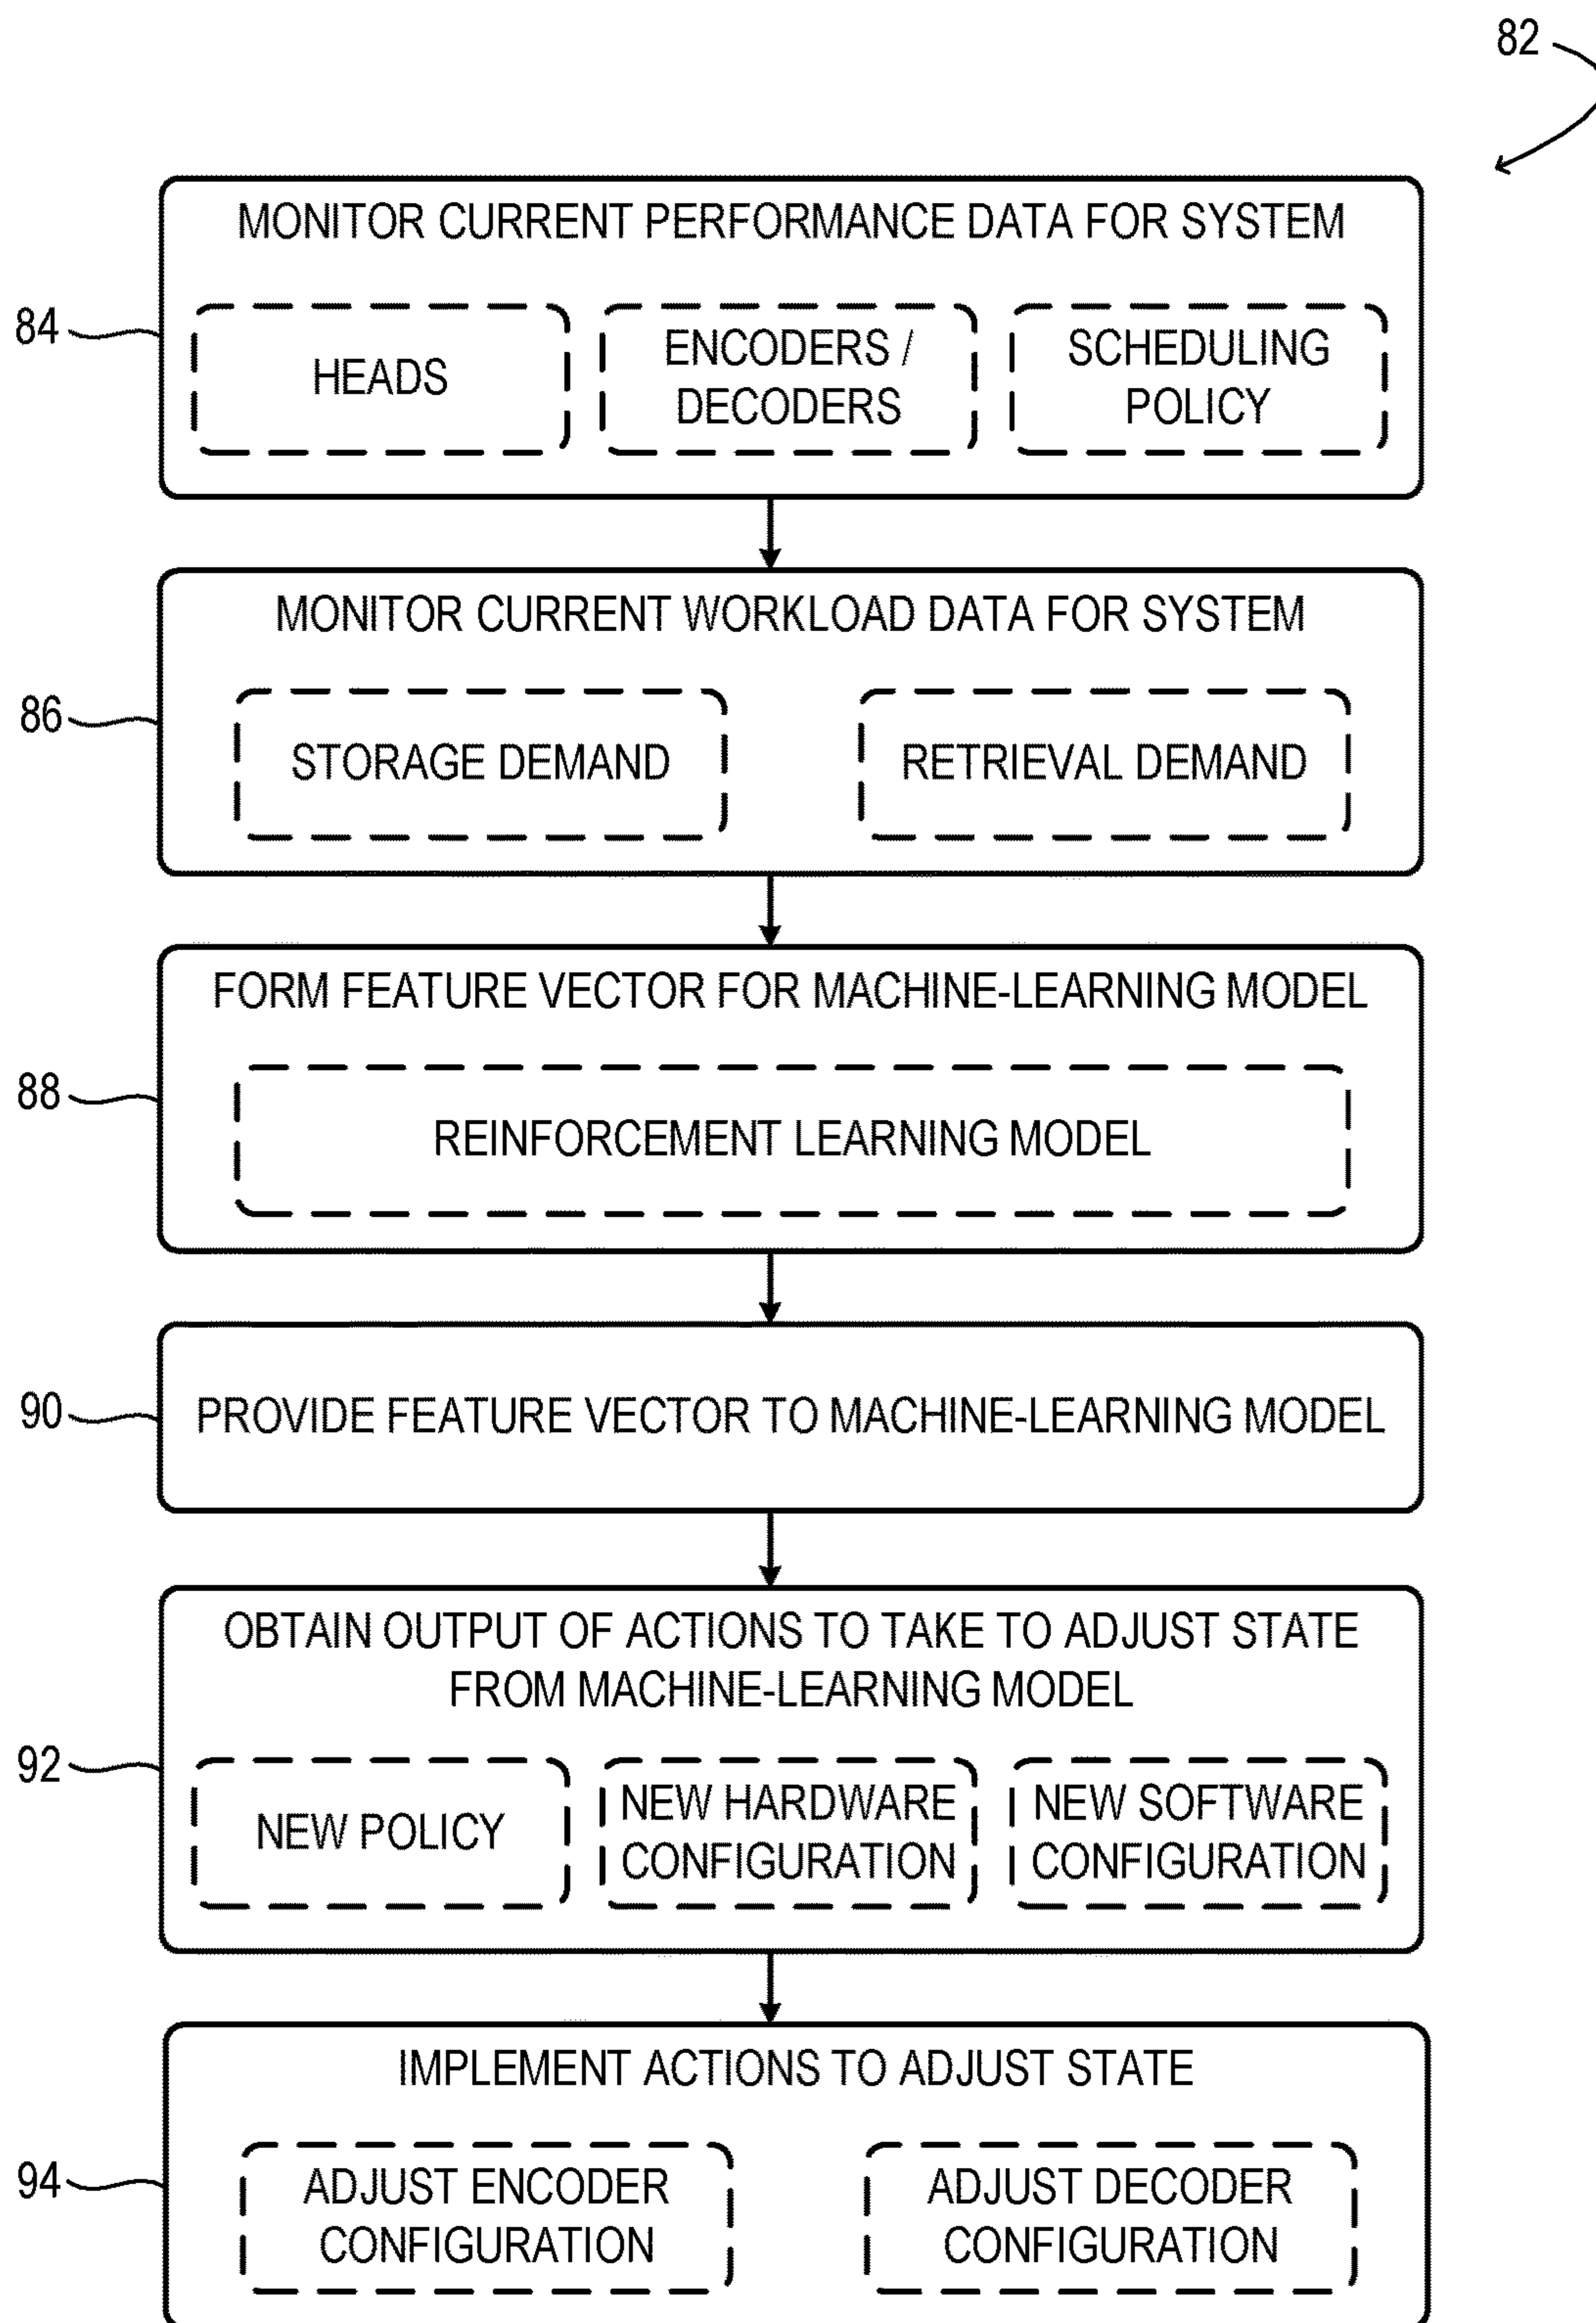 82
MONITOR CURRENT PERFORMANCE DATA FOR SYSTEM
84
HEADS
ENCODERS /
DECODERS
SCHEDULING
POLICY
MONITOR CURRENT WORKLOAD DATA FOR SYSTEM
86
STORAGE DEMAND
RETRIEVAL DEMAND
FORM FEATURE VECTOR FOR MACHINE-LEARNING MODEL
88
REINFORCEMENT LEARNING MODEL
90
PROVIDE FEATURE VECTOR TO MACHINE-LEARNING MODEL
OBTAIN OUTPUT OF ACTIONS TO TAKE TO ADJUST STATE
FROM MACHINE-LEARNING MODEL
92
NEW POLICY
NEW HARDWARE
CONFIGURATION
NEW SOFTWARE
CONFIGURATION
IMPLEMENT ACTIONS TO ADJUST STATE
94
ADJUST ENCODER
CONFIGURATION
ADJUST DECODER
CONFIGURATION